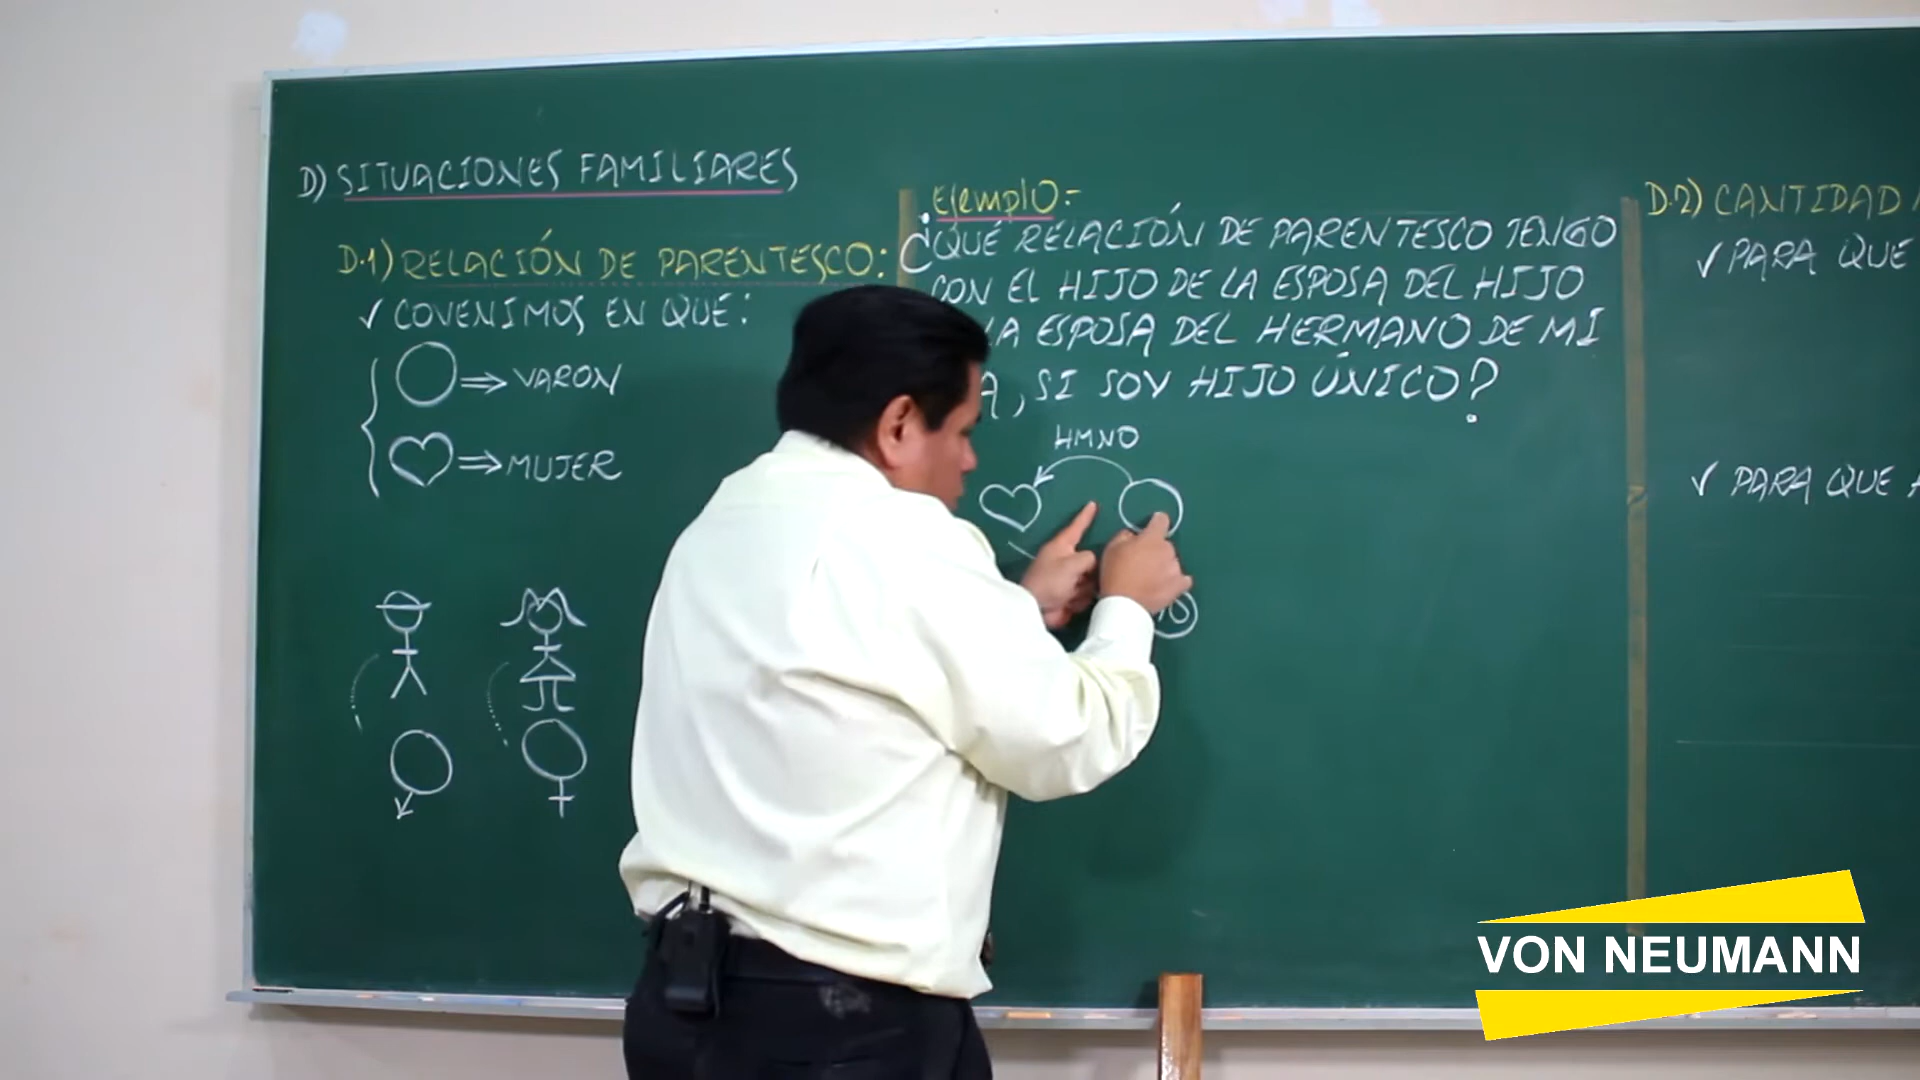 D) SITUACIONES FAMILIARES
D.1) RELACIÓN DE PARENTESCO:
✓ COVENIMOS EN QUE:
⇒ VARON
⇒ MUJER
Ejemplo:-
¿QUÉ RELACIÓN DE PARENTESCO TENGO
CON EL HIJO DE LA ESPOSA DEL HIJO
LA ESPOSA DEL HERMANO DE MI
, SI SOY HIJO ÚNICO?
HMNO
D.2) CANTIDAD
✓ PARA QUE
✓ PARA QUE
VON NEUMANN